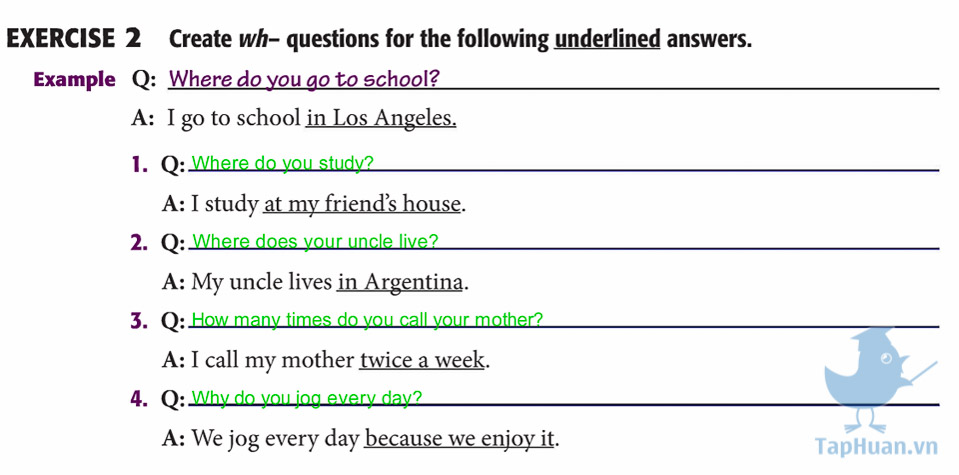 EXERCISE 2 Create wh– questions for the following underlined answers.
Example Q: Where do you go to school?
A: I go to school in Los Angeles.
1. Q: Where do you study?
A: I study at my friend’s house.
2. Q: Where does your uncle live?
A: My uncle lives in Argentina.
3. Q: How many times do you call your mother?
A: I call my mother twice a week.
4. Q: Why do you jog every day?
A: We jog every day because we enjoy it.
TapHuan.vn